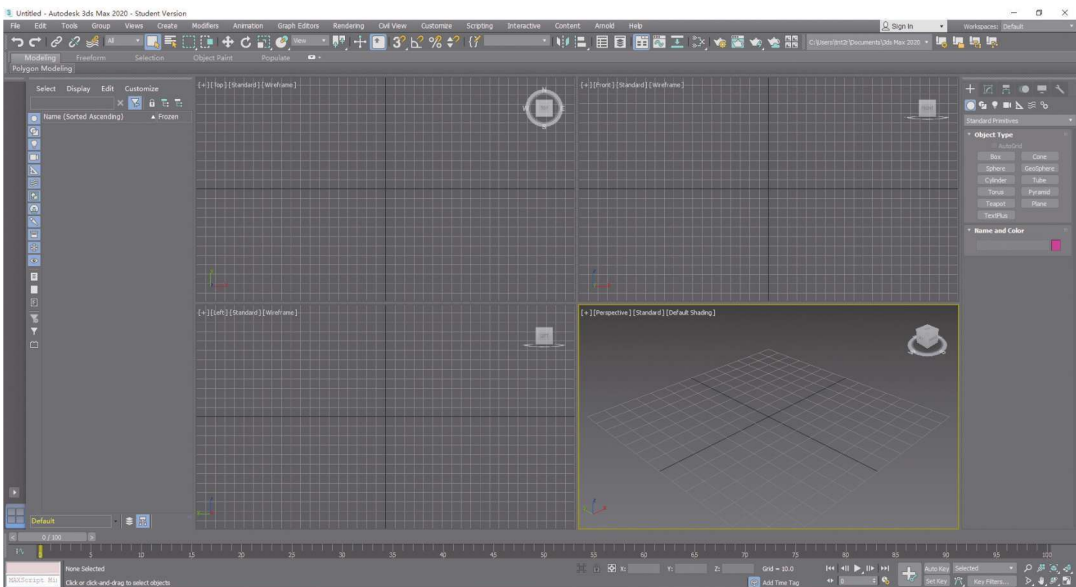 Untitled - Autodesk 3ds Max 2020 - Student Version
File Edit Tools Group Views Create Modifiers Animation Graph Editors Rendering Civil View Customize Scripting Interactive Content Arnold Help Sign In Workspaces: Default
All View 3
Modeling Freeform Selection Object Paint Populate
Polygon Modeling
Select Display Edit Customize
Name (Sorted Ascending) Frozen
[+] [Top] [Standard] [Wireframe]
[+] [Front] [Standard] [Wireframe]
N
W
S
Standard Primitives
Object Type
AutoGrid
Box Cone
Sphere GeoSphere
Cylinder Tube
Torus Pyramid
Teapot Plane
TextPlus
Name and Color
[+] [Left] [Standard] [Wireframe]
[+] [Perspective] [Standard] [Default Shading]
Default
0 / 100
5 10 15 20 25 30 35 40 45 50 55 60 65 70 75 80 85 90 95 100
None Selected X: Y: Z: Grid = 10.0 Auto Key Selected
MAXScript Mi Click or click-and-drag to select objects Add Time Tag 0 Set Key Key Filters...